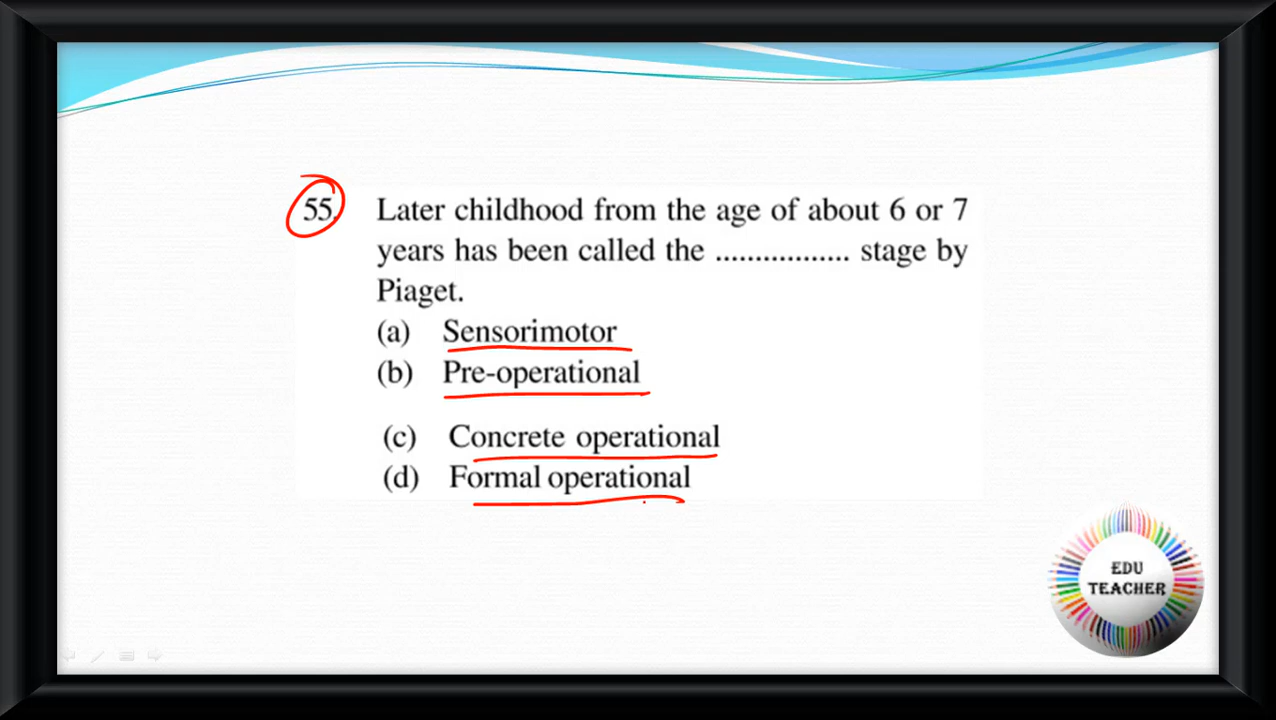 55. Later childhood from the age of about 6 or 7
years has been called the ................. stage by
Piaget.
(a) Sensorimotor
(b) Pre-operational
(c) Concrete operational
(d) Formal operational
EDU
TEACHER